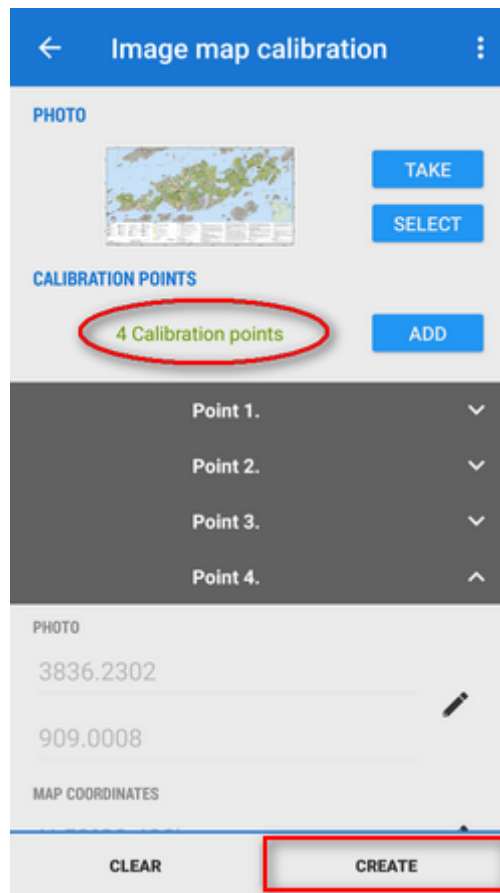 Image map calibration
PHOTO
TAKE
SELECT
CALIBRATION POINTS
4 Calibration points
ADD
Point 1.
Point 2.
Point 3.
Point 4.
PHOTO
3836.2302
909.0008
MAP COORDINATES
CLEAR
CREATE